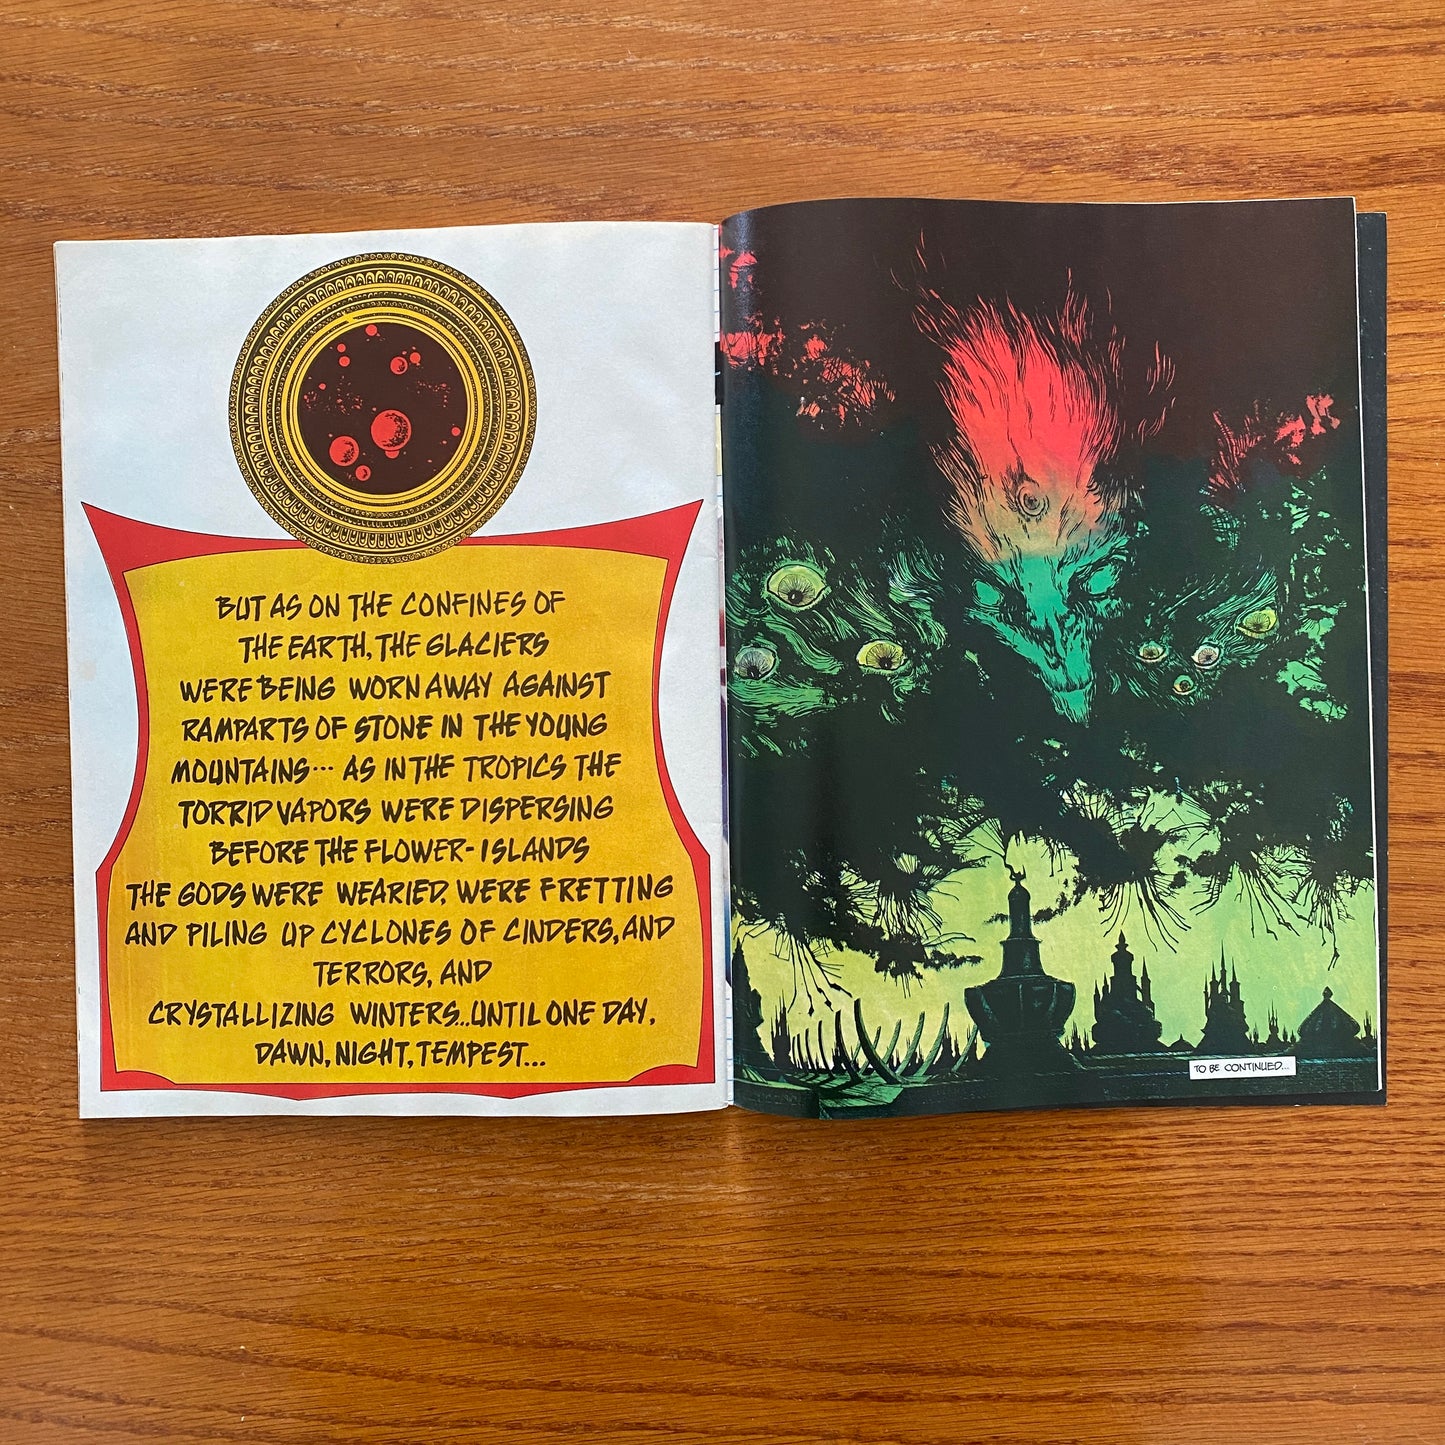 BUT AS ON THE CONFINES OF
THE EARTH, THE GLACIERS
WERE BEING WORN AWAY AGAINST
RAMPARTS OF STONE IN THE YOUNG
MOUNTAINS... AS IN THE TROPICS THE
TORRID VAPORS WERE DISPERSING
BEFORE THE FLOWER-ISLANDS
THE GODS WERE WEARIED, WERE FRETTING
AND PILING UP CYCLONES OF CINDERS, AND
TERRORS, AND
CRYSTALLIZING WINTERS...UNTIL ONE DAY,
DAWN, NIGHT, TEMPEST...
TO BE CONTINUED...